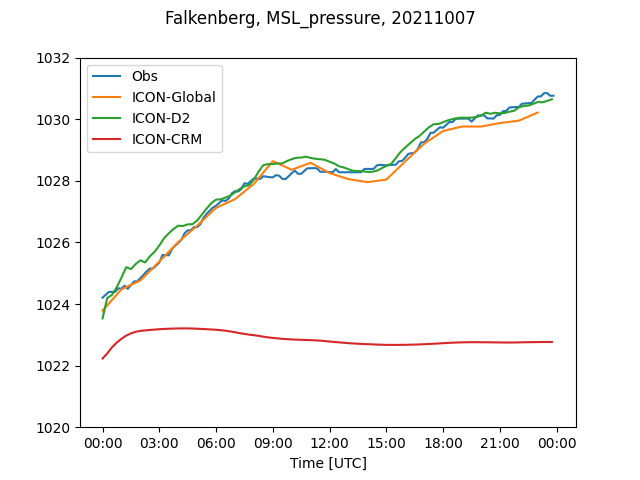 Falkenberg, MSL_pressure, 20211007
1032
1030
1028
1026
1024
1022
1020
Obs
ICON-Global
ICON-D2
ICON-CRM
00:00 03:00 06:00 09:00 12:00 15:00 18:00 21:00 00:00
Time [UTC]